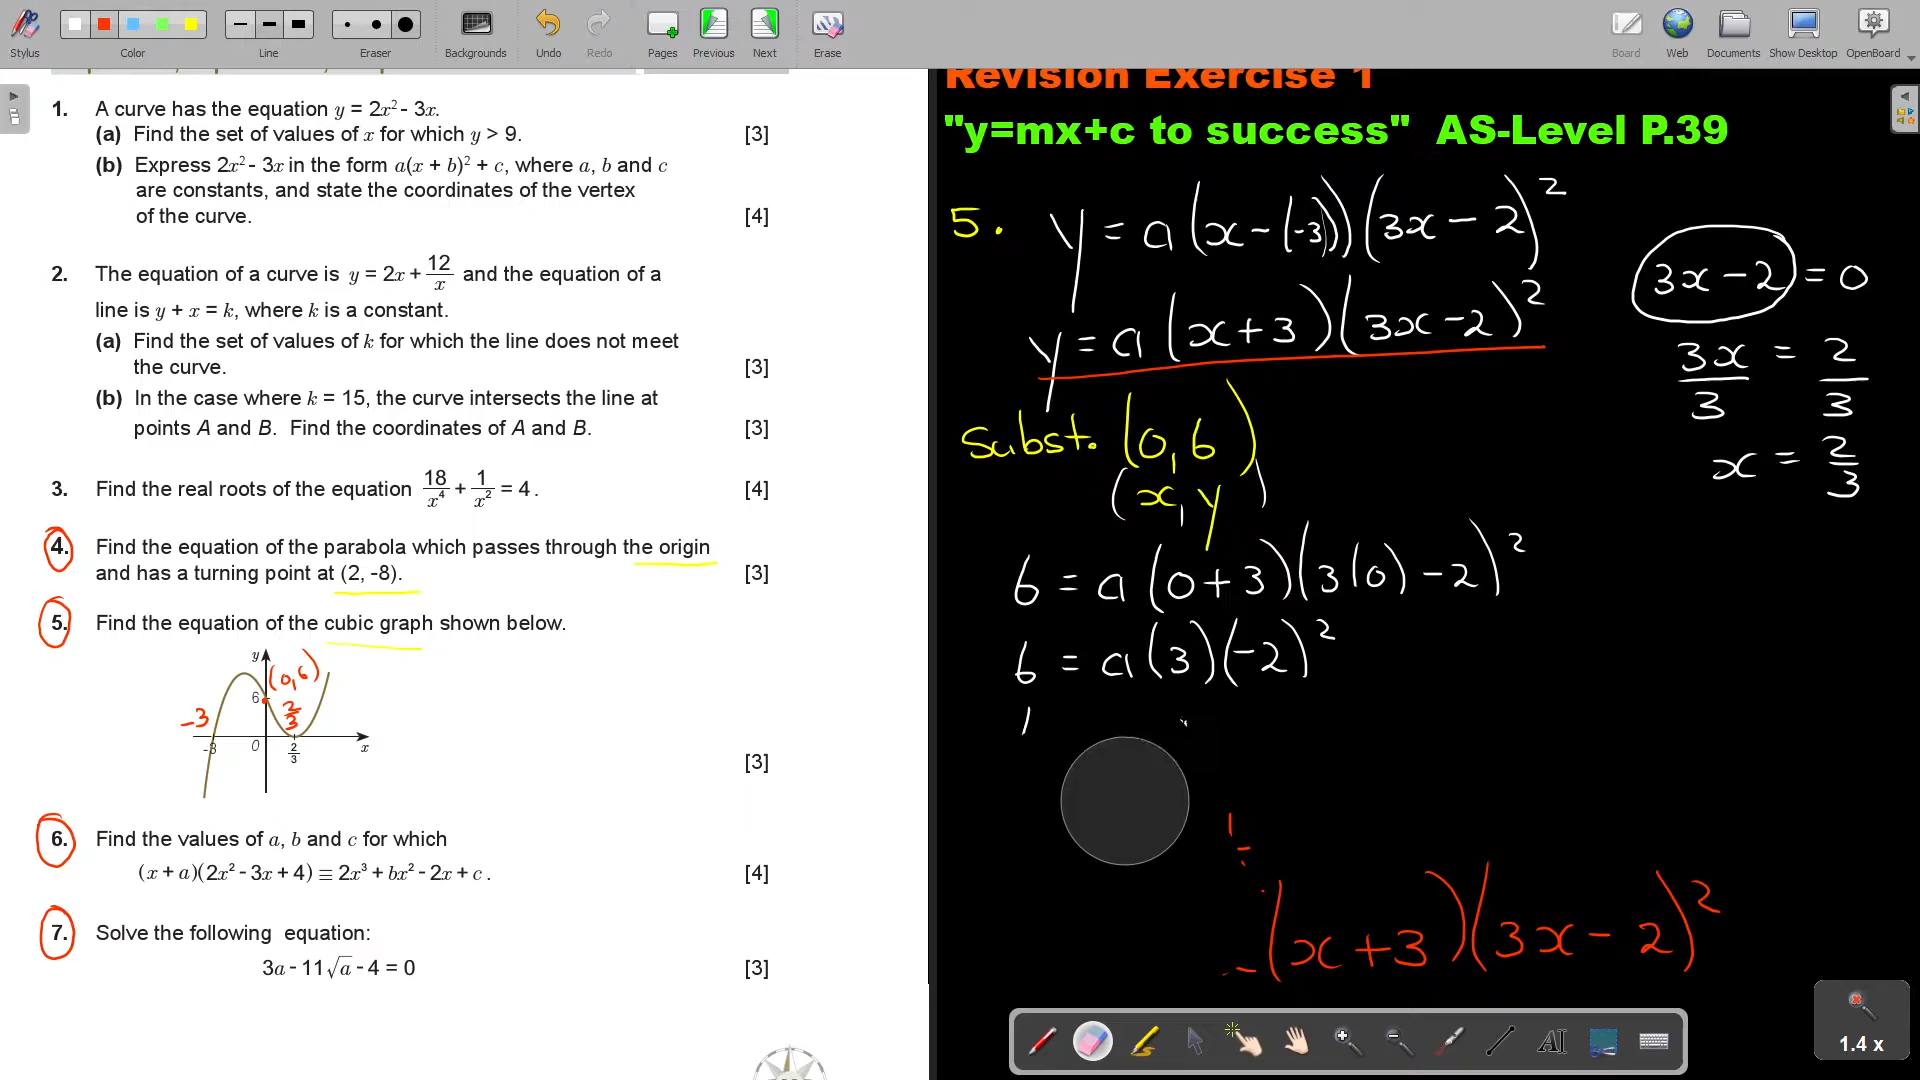 Stylus
Color
Line
Eraser
Backgrounds
Undo
Redo
Pages
Previous
Next
Erase
Board
Web
Documents
Show Desktop
OpenBoard
1. A curve has the equation y = 2x² - 3x.
(a) Find the set of values of x for which y > 9. [3]
(b) Express 2x² - 3x in the form a(x + b)² + c, where a, b and c
are constants, and state the coordinates of the vertex
of the curve. [4]
2. The equation of a curve is y = 2x + 12/x and the equation of a
line is y + x = k, where k is a constant.
(a) Find the set of values of k for which the line does not meet
the curve. [3]
(b) In the case where k = 15, the curve intersects the line at
points A and B. Find the coordinates of A and B. [3]
3. Find the real roots of the equation 18/x⁴ + 1/x² = 4. [4]
4. Find the equation of the parabola which passes through the origin
and has a turning point at (2, -8). [3]
5. Find the equation of the cubic graph shown below.
y
(0,6)
6
2/3
-3
-3
0
2/3
x
[3]
6. Find the values of a, b and c for which
(x + a)(2x² - 3x + 4) ≡ 2x³ + bx² - 2x + c. [4]
7. Solve the following equation:
3a - 11√a - 4 = 0 [3]
Revision Exercise 1
"y=mx+c to success" AS-Level P.39
5. y = a(x-(-3))(3x-2)²
y = a(x+3)(3x-2)²
Subst. (0,6)
(x,y)
6 = a(0+3)(3(0)-2)²
6 = a(3)(-2)²
(x+3)(3x-2)²
3x-2 = 0
3x/3 = 2/3
x = 2/3
1.4 x